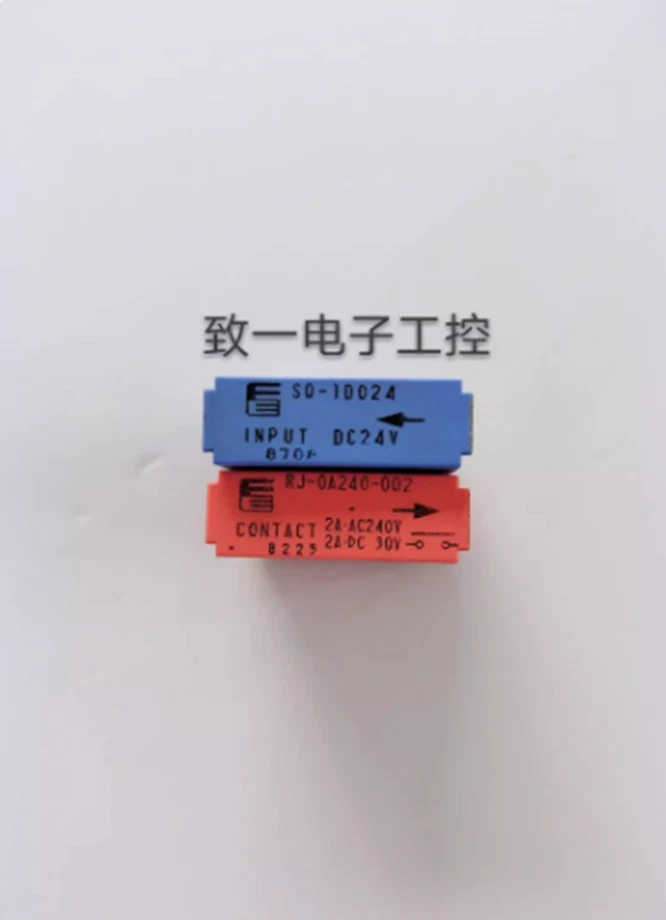 致一电子工控
SQ-1D024
INPUT DC24V
870F
RJ-0A240-002
CONTACT 2A·AC240V
2A·DC 30V
8225